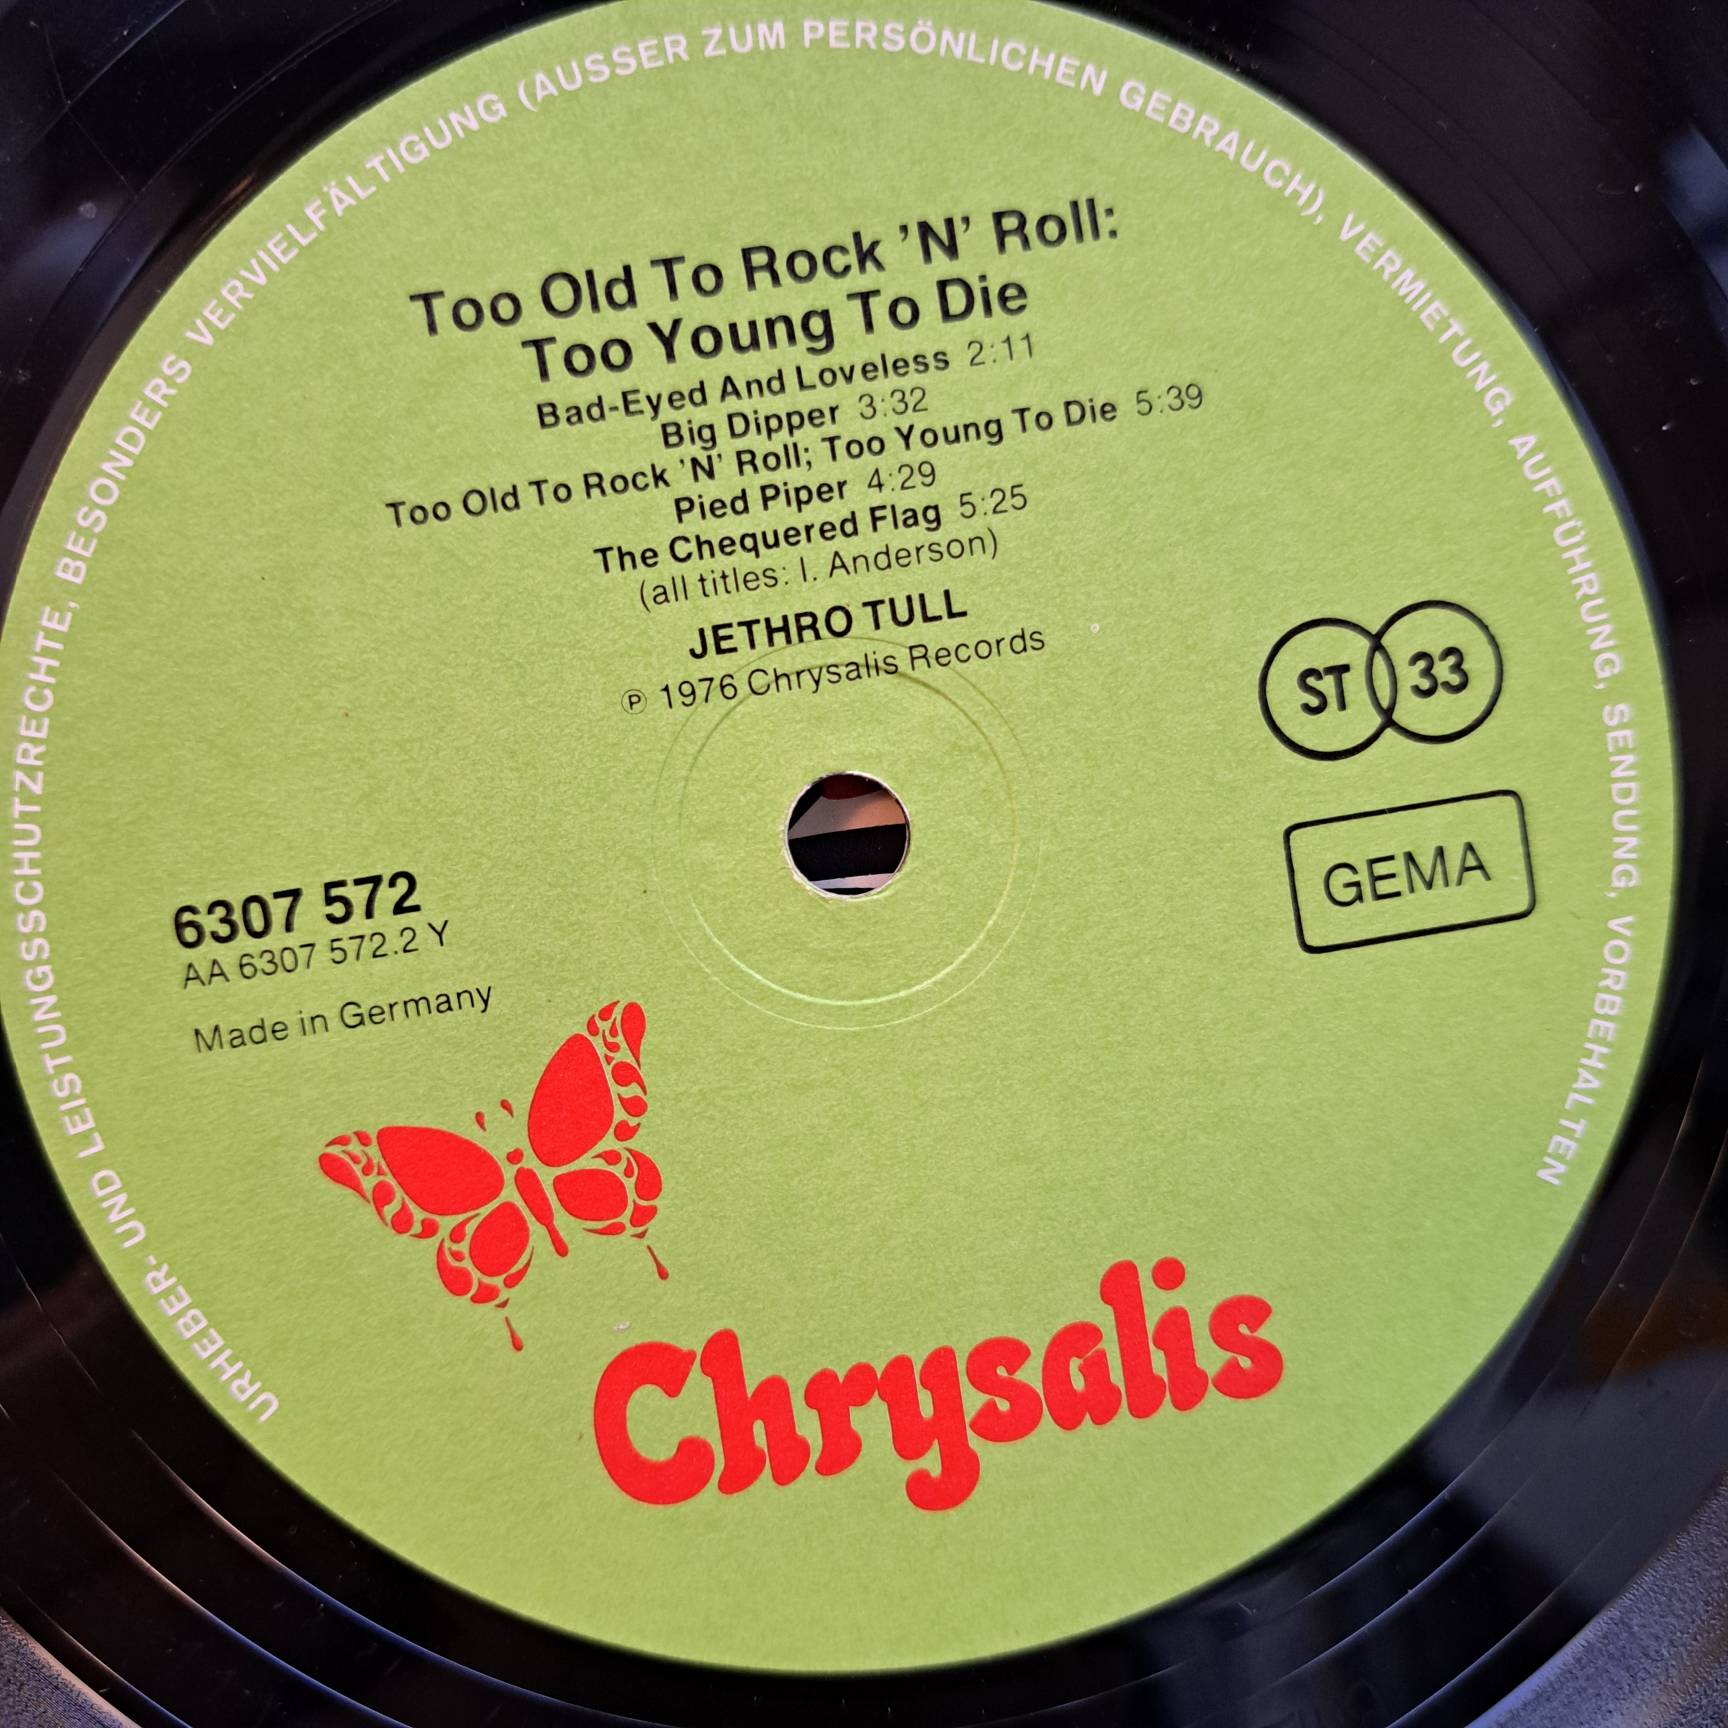 URHEBER- UND LEISTUNGSSCHUTZRECHTE, BESONDERS VERVIELFÄLTIGUNG (AUSSER ZUM PERSÖNLICHEN GEBRAUCH), VERMIETUNG, AUFFÜHRUNG, SENDUNG, VORBEHALTEN
Too Old To Rock 'N' Roll:
Too Young To Die
Bad-Eyed And Loveless 2:11
Big Dipper 3:32
Too Old To Rock 'N' Roll; Too Young To Die 5:39
Pied Piper 4:29
The Chequered Flag 5:25
(all titles: I. Anderson)
JETHRO TULL
℗ 1976 Chrysalis Records
ST 33
GEMA
6307 572
AA 6307 572.2 Y
Made in Germany
Chrysalis